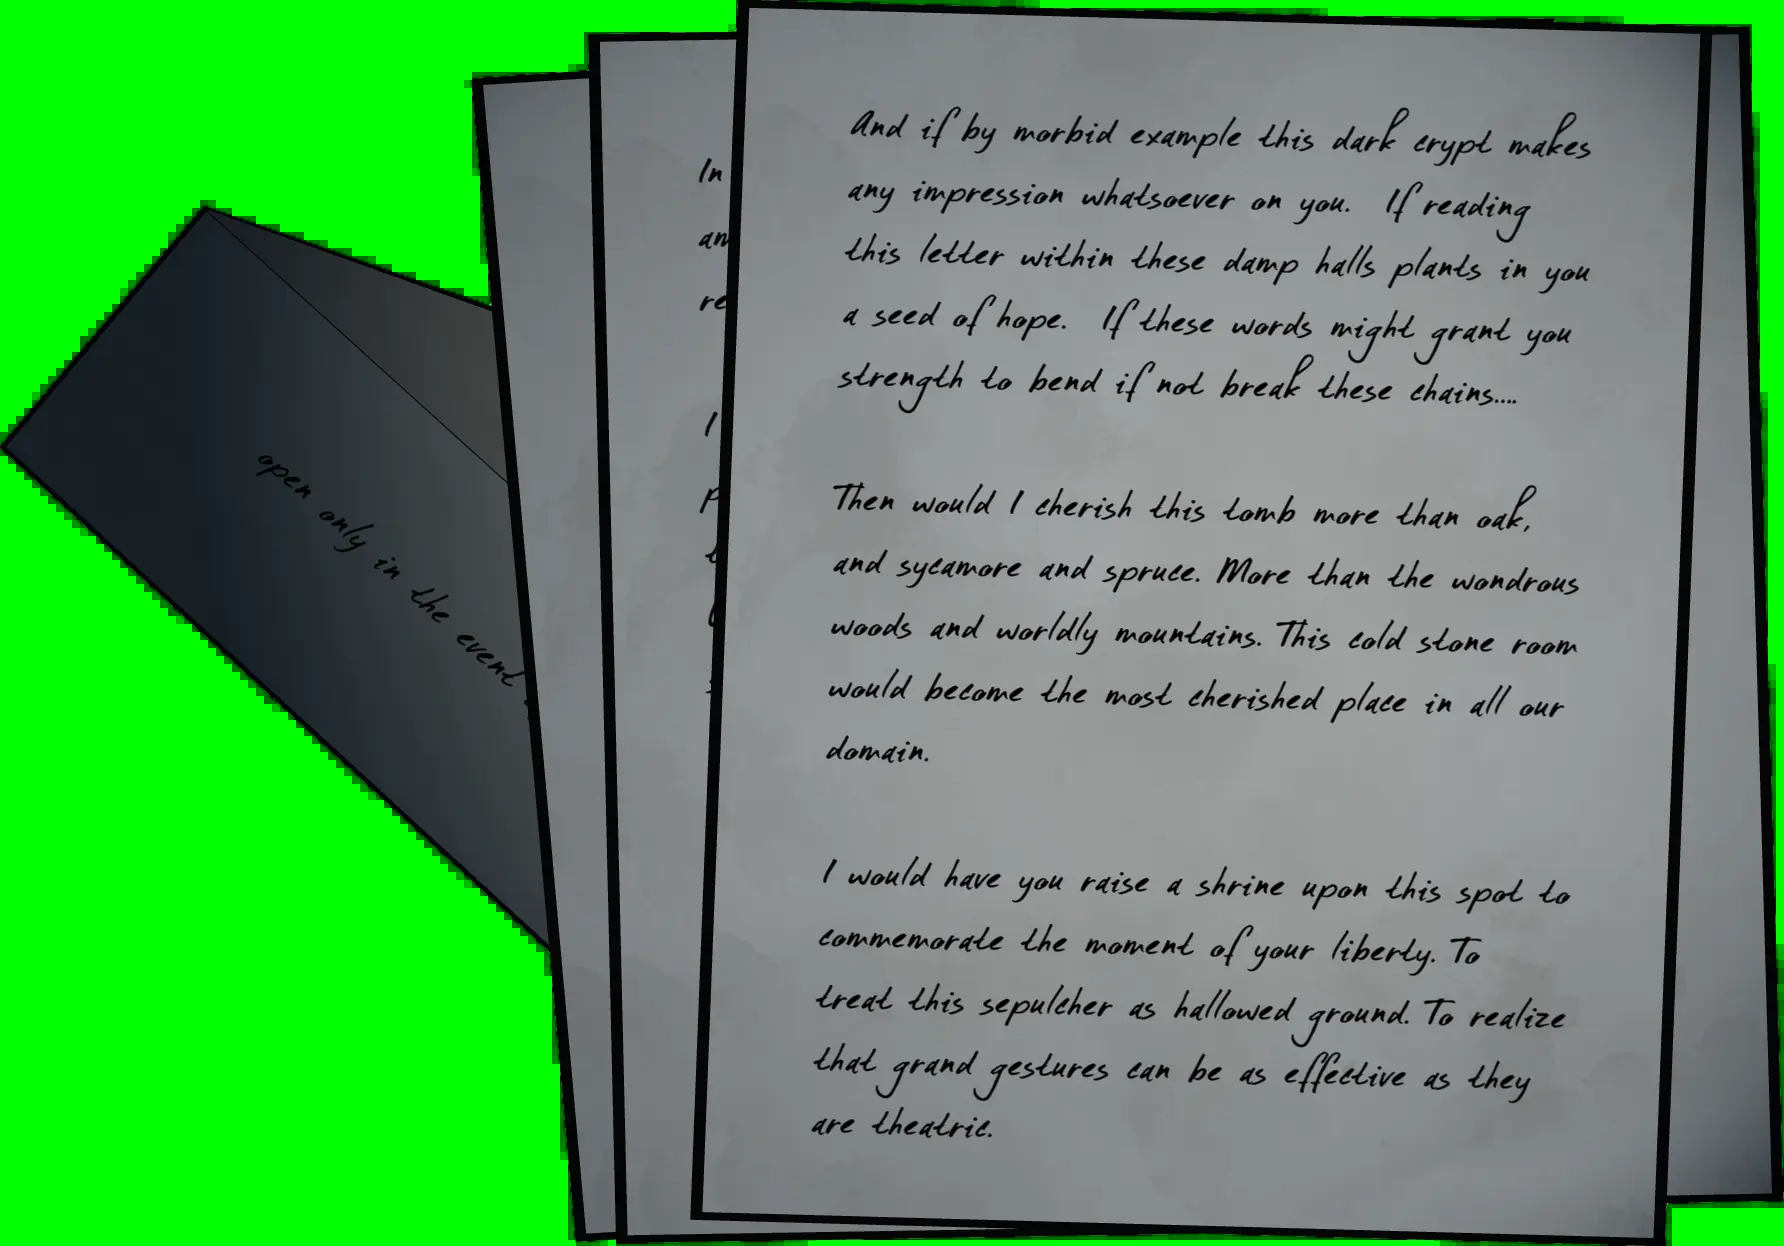 open only in the event
In
an
re
I
And if by morbid example this dark crypt makes
any impression whatsoever on you. If reading
this letter within these damp halls plants in you
a seed of hope. If these words might grant you
strength to bend if not break these chains....
Then would I cherish this tomb more than oak,
and sycamore and spruce. More than the wondrous
woods and worldly mountains. This cold stone room
would become the most cherished place in all our
domain.
I would have you raise a shrine upon this spot to
commemorate the moment of your liberty. To
treat this sepulcher as hallowed ground. To realize
that grand gestures can be as effective as they
are theatric.